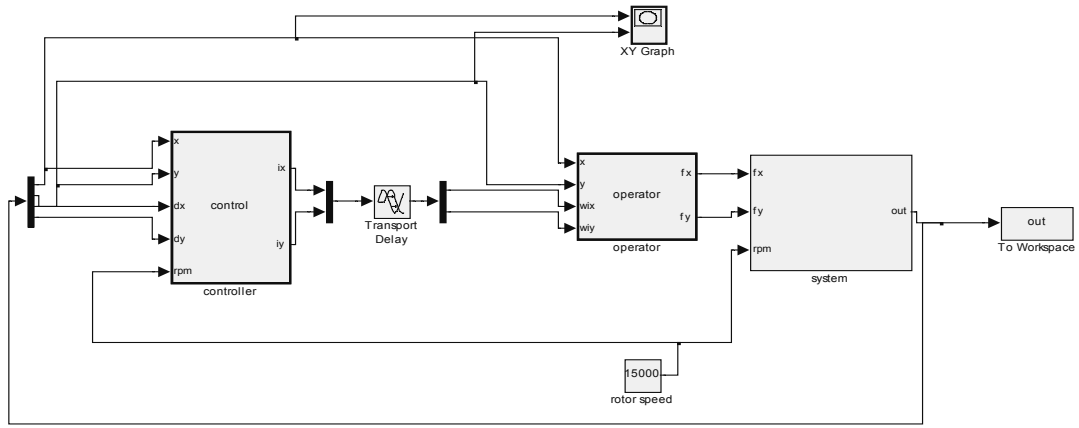 XY Graph
x
y
dx
dy
rpm
control
ix
iy
controller
Transport
Delay
x
y
wix
wiy
operator
fx
fy
operator
fx
fy
rpm
out
system
out
To Workspace
15000
rotor speed